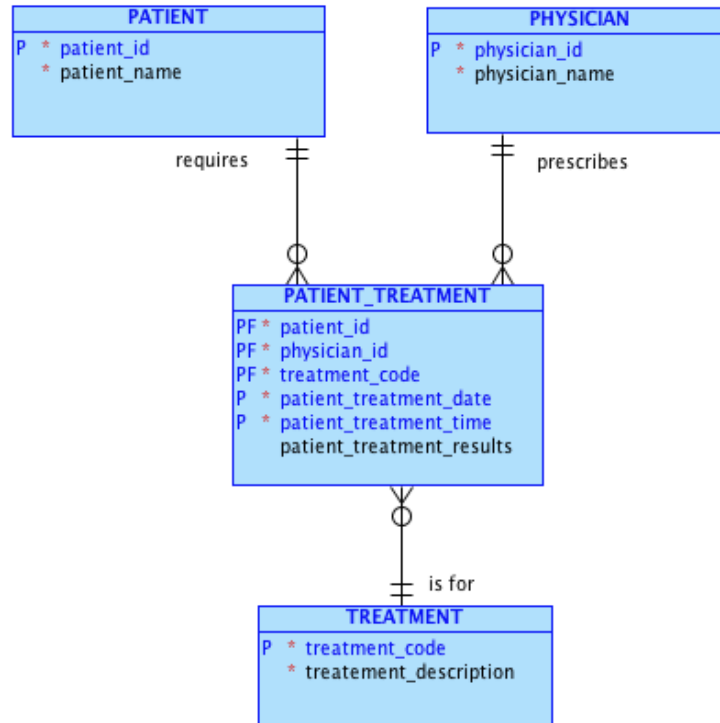 PATIENT
P * patient_id
* patient_name
PHYSICIAN
P * physician_id
* physician_name
requires
prescribes
PATIENT_TREATMENT
PF * patient_id
PF * physician_id
PF * treatment_code
P * patient_treatment_date
P * patient_treatment_time
patient_treatment_results
is for
TREATMENT
P * treatment_code
* treatement_description